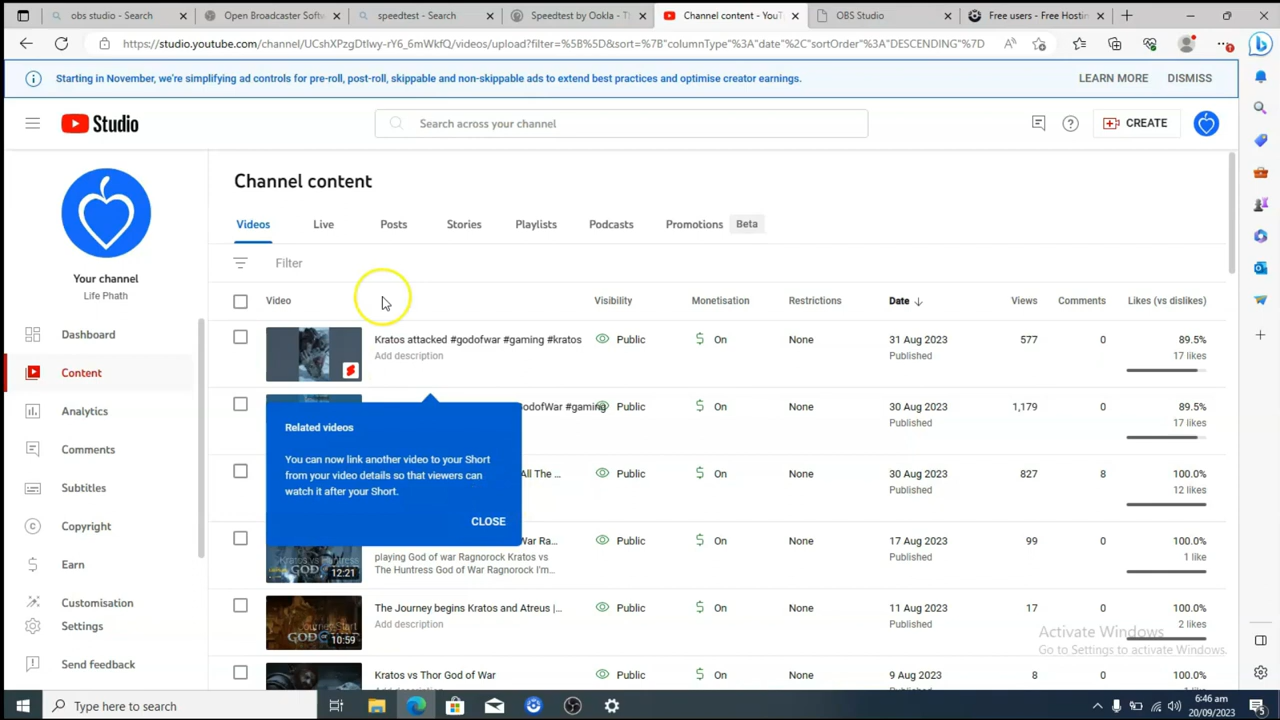 obs studio - Search
Open Broadcaster Softw
speedtest - Search
Speedtest by Ookla - Th
Channel content - YouT
OBS Studio
Free users - Free Hostin
https://studio.youtube.com/channel/UCshXPzgDtlwy-rY6_6mWkfQ/videos/upload?filter=%5B%5D&sort=%7B"columnType"%3A"date"%2C"sortOrder"%3A"DESCENDING"%7D
Starting in November, we're simplifying ad controls for pre-roll, post-roll, skippable and non-skippable ads to extend best practices and optimise creator earnings.
LEARN MORE
DISMISS
Studio
Search across your channel
CREATE
Channel content
Videos
Live
Posts
Stories
Playlists
Podcasts
Promotions
Beta
Your channel
Life Phath
Dashboard
Content
Analytics
Comments
Subtitles
Copyright
Earn
Customisation
Settings
Send feedback
Filter
Video
Visibility
Monetisation
Restrictions
Date
Views
Comments
Likes (vs dislikes)
Kratos attacked #godofwar #gaming #kratos
Add description
Public
On
None
31 Aug 2023
Published
577
0
89.5%
17 likes
GodofWar #gaming
Public
On
None
30 Aug 2023
Published
1,179
0
89.5%
17 likes
Related videos
You can now link another video to your Short
from your video details so that viewers can
watch it after your Short.
CLOSE
All The ...
Public
On
None
30 Aug 2023
Published
827
8
100.0%
12 likes
War Ra...
playing God of war Ragnorock Kratos vs
The Huntress God of War Ragnorock I'm...
12:21
Public
On
None
17 Aug 2023
Published
99
0
100.0%
1 like
The Journey begins Kratos and Atreus |...
Add description
10:59
Public
On
None
11 Aug 2023
Published
17
0
100.0%
2 likes
Kratos vs Thor God of War
Public
On
None
9 Aug 2023
8
0
100.0%
Activate Windows
Go to Settings to activate Windows.
Type here to search
6:46 am
20/09/2023
5